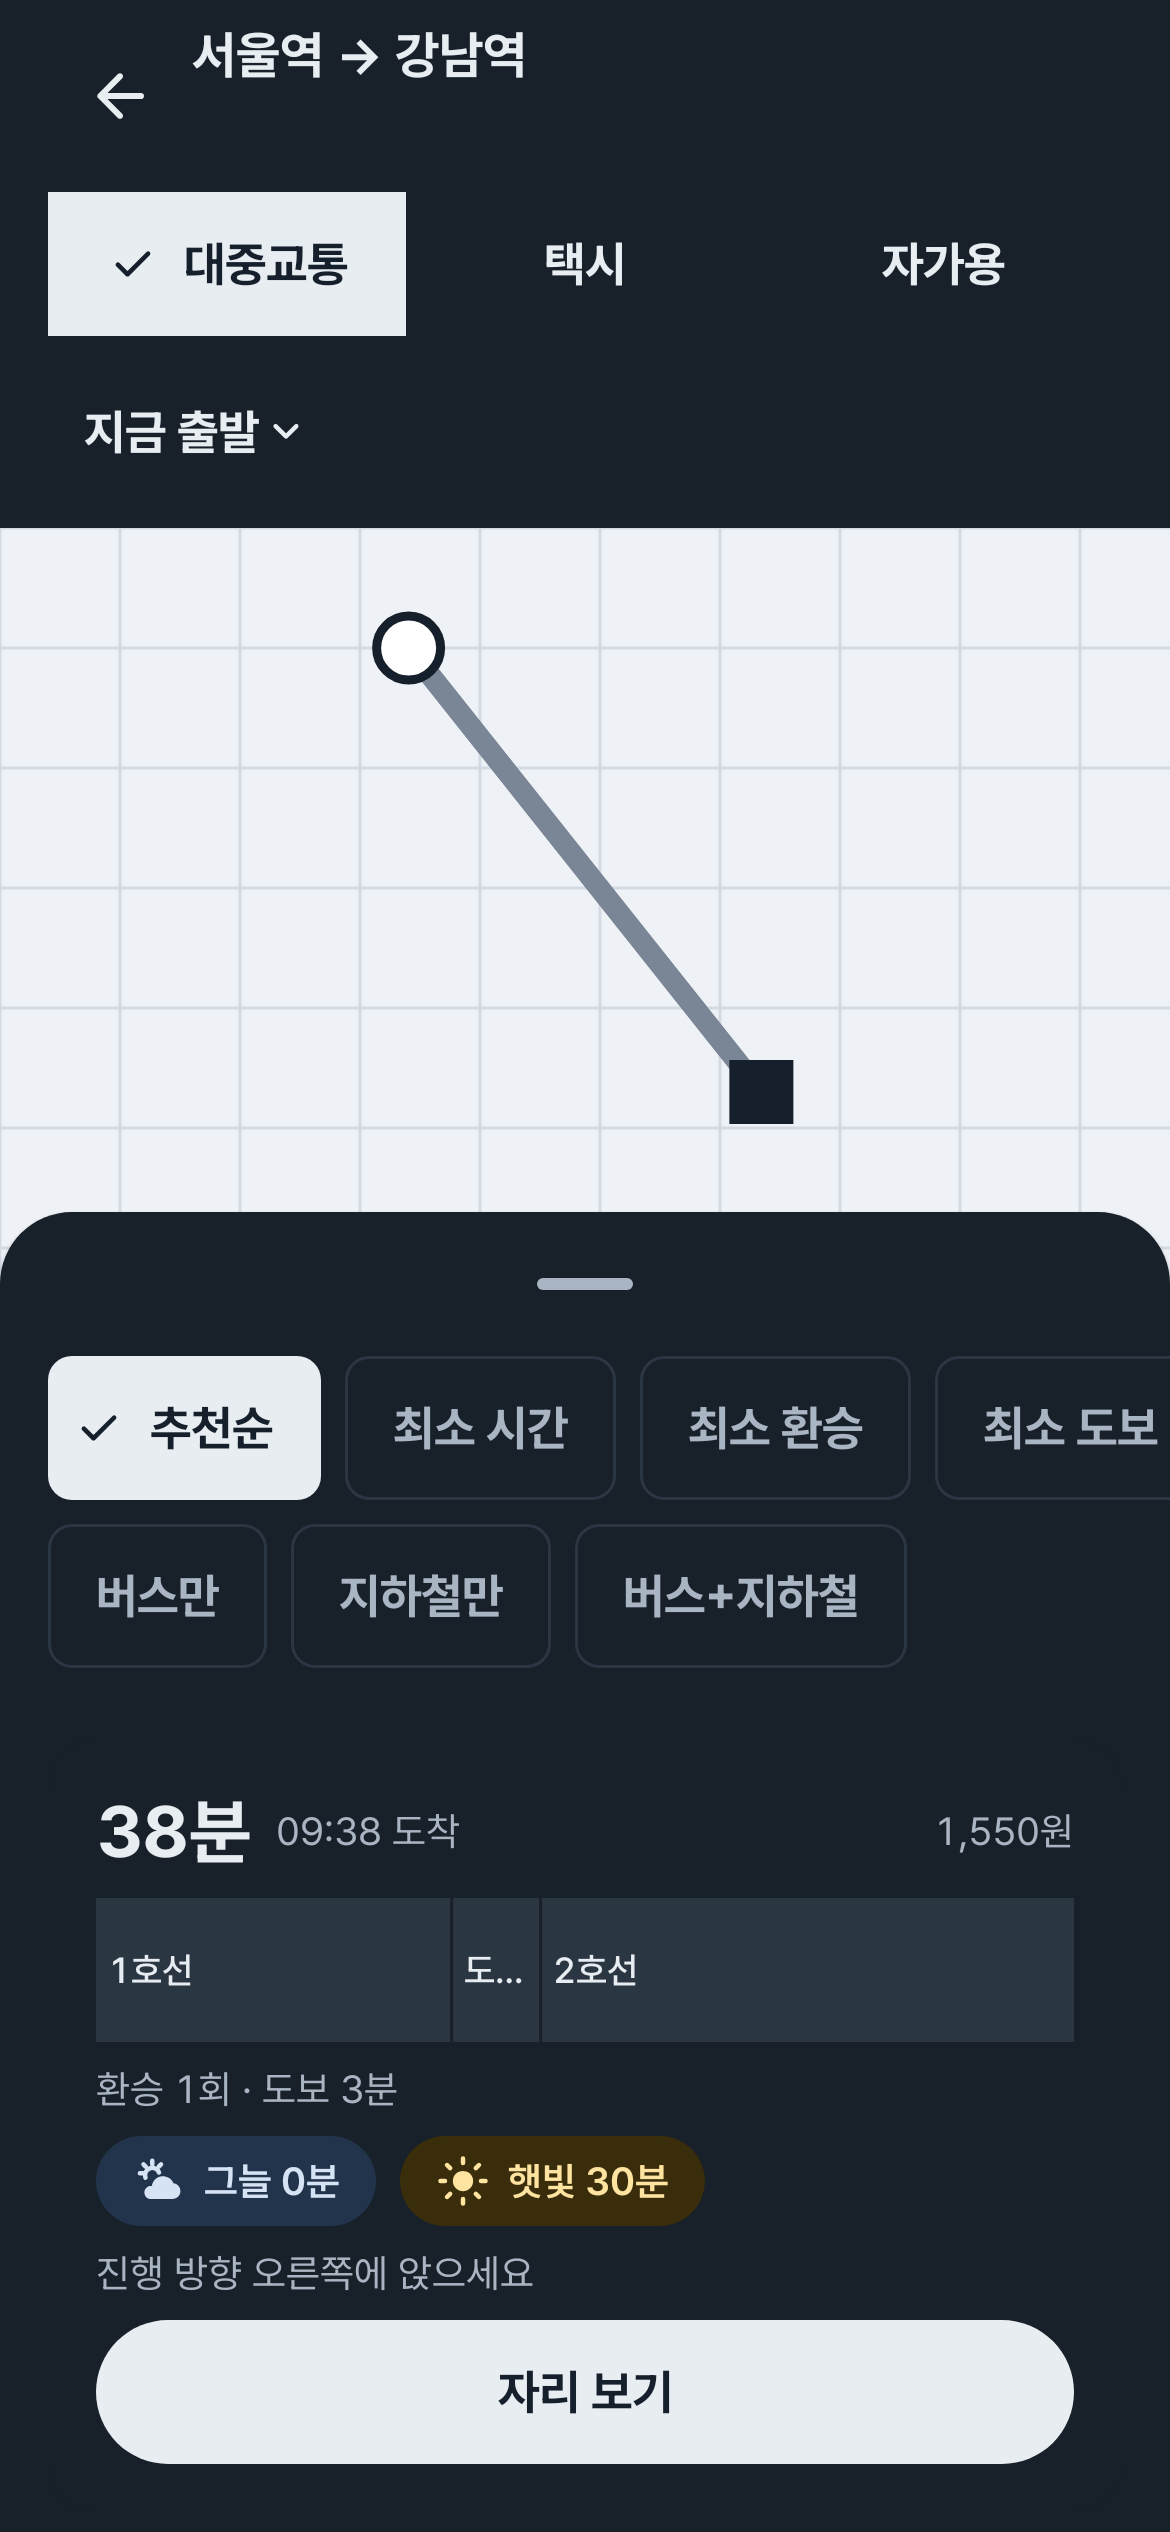 서울역 → 강남역
대중교통 택시 자가용
지금 출발
추천순 최소 시간 최소 환승 최소 도보
버스만 지하철만 버스+지하철
38분 09:38 도착 1,550원
1호선 도... 2호선
환승 1회 · 도보 3분
그늘 0분 햇빛 30분
진행 방향 오른쪽에 앉으세요
자리 보기